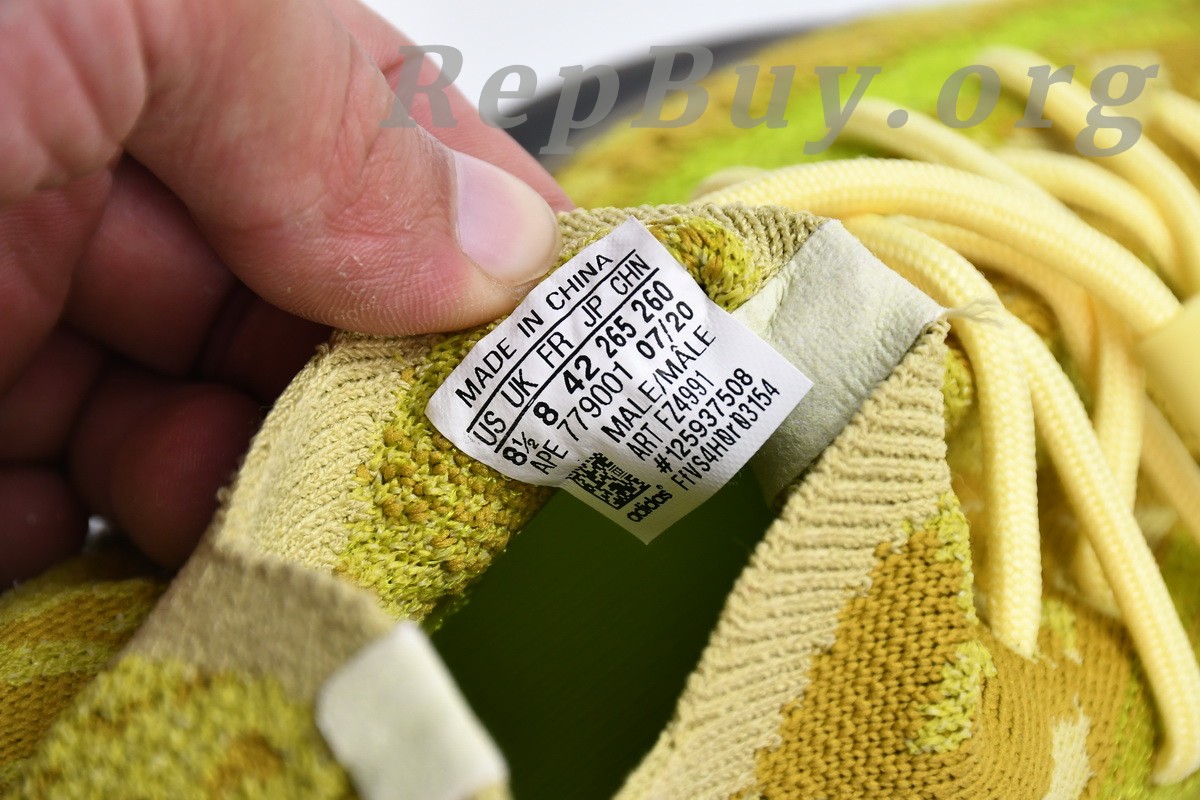 RepBuy.org
MADE IN CHINA
US UK FR JP CHN
8½ 8 42 265 260
APE 779001 07/20
MALE/MÂLE
ART FZ4991
#125937508
adidas